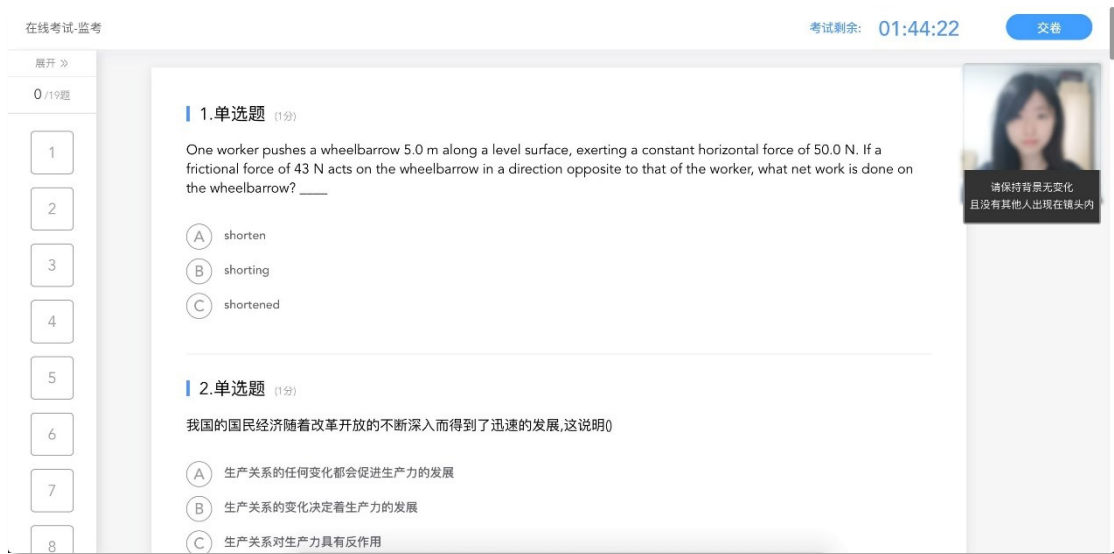 在线考试-监考
考试剩余: 01:44:22
交卷
展开 »
0/19题
1
2
3
4
5
6
7
8
1.单选题 (1分)
One worker pushes a wheelbarrow 5.0 m along a level surface, exerting a constant horizontal force of 50.0 N. If a
frictional force of 43 N acts on the wheelbarrow in a direction opposite to that of the worker, what net work is done on
the wheelbarrow? ____
A shorten
B shorting
C shortened
2.单选题 (1分)
我国的国民经济随着改革开放的不断深入而得到了迅速的发展,这说明()
A 生产关系的任何变化都会促进生产力的发展
B 生产关系的变化决定着生产力的发展
C 生产关系对生产力具有反作用
请保持背景无变化
且没有其他人出现在镜头内